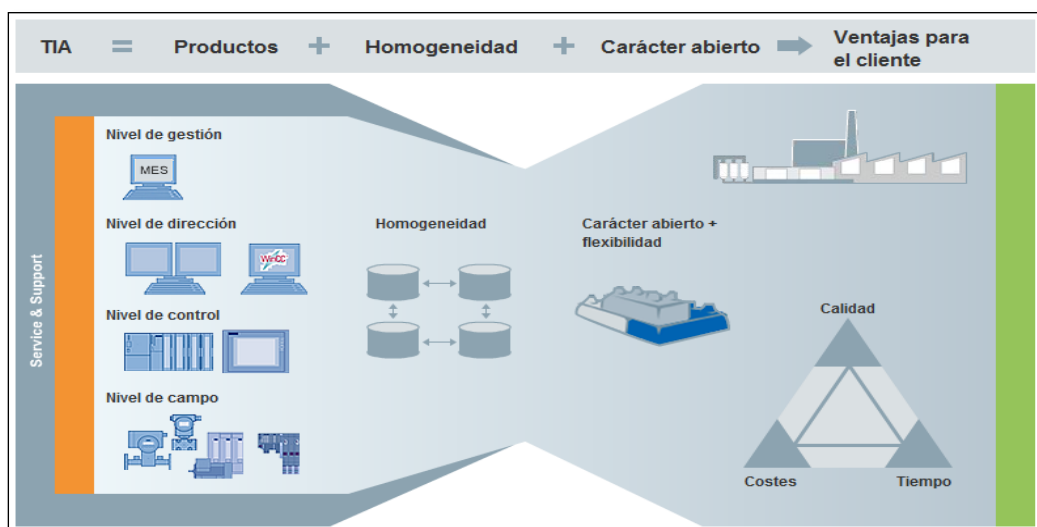 TIA = Productos + Homogeneidad + Carácter abierto Ventajas para
el cliente
Service & Support
Nivel de gestión
MES
Nivel de dirección
WinCC
Nivel de control
Nivel de campo
Homogeneidad
Carácter abierto +
flexibilidad
Calidad
Costes
Tiempo